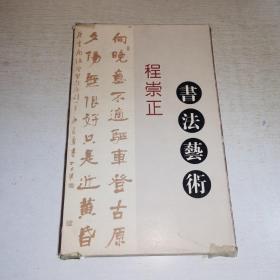 書法藝術
程崇正
向晚意不適驅車登古原
夕陽無限好只是近黄昏